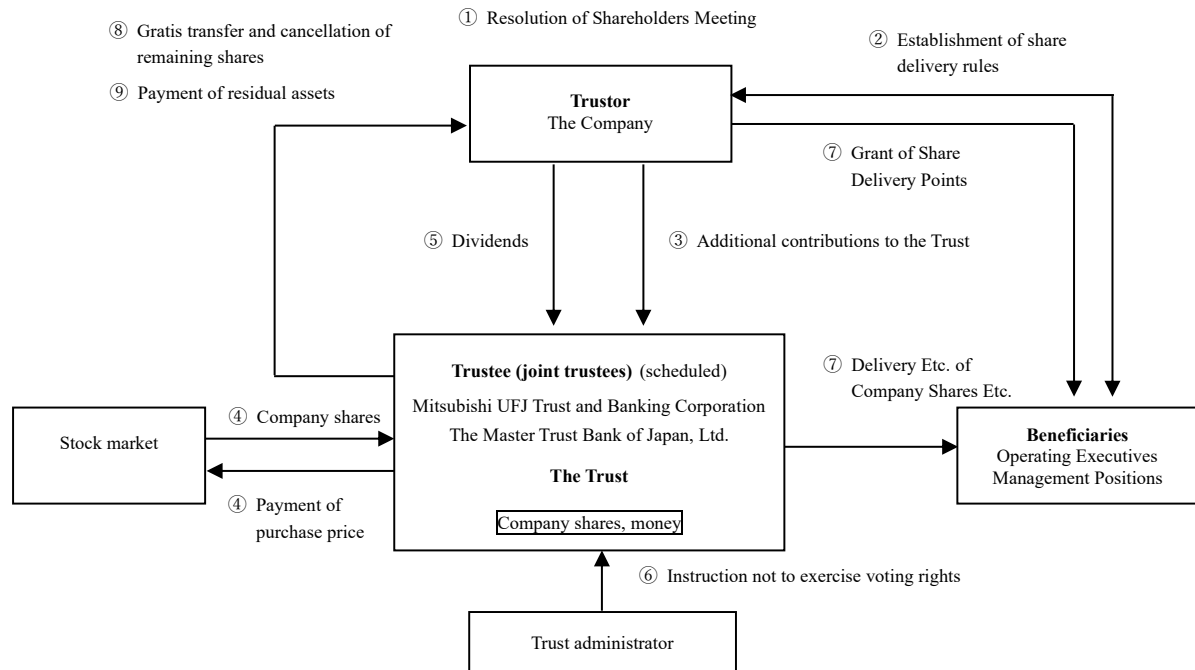 ⑧ Gratis transfer and cancellation of
remaining shares
① Resolution of Shareholders Meeting
② Establishment of share
delivery rules
⑨ Payment of residual assets
Trustor
The Company
⑦ Grant of Share
Delivery Points
⑤ Dividends
③ Additional contributions to the Trust
Trustee (joint trustees) (scheduled)
Mitsubishi UFJ Trust and Banking Corporation
The Master Trust Bank of Japan, Ltd.
The Trust
Company shares, money
⑦ Delivery Etc. of
Company Shares Etc.
④ Company shares
Stock market
④ Payment of
purchase price
Beneficiaries
Operating Executives
Management Positions
⑥ Instruction not to exercise voting rights
Trust administrator